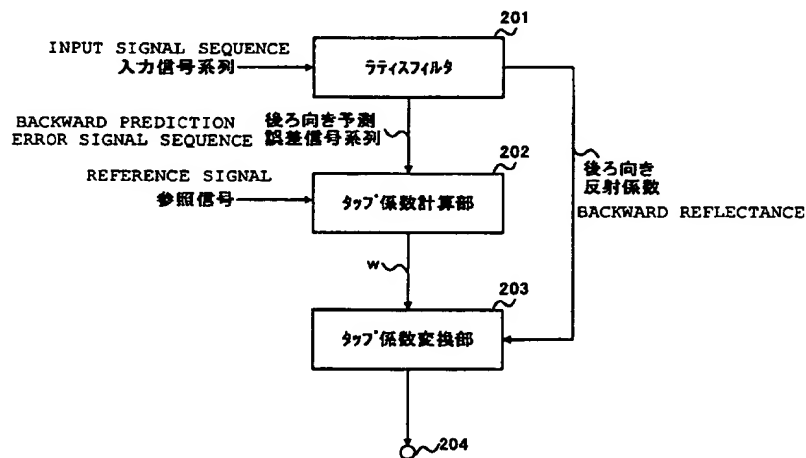 201
INPUT SIGNAL SEQUENCE
入力信号系列
ラティスフィルタ
BACKWARD PREDICTION
ERROR SIGNAL SEQUENCE
後ろ向き予測
誤差信号系列
202
REFERENCE SIGNAL
参照信号
タップ係数計算部
後ろ向き
反射係数
BACKWARD REFLECTANCE
w
203
タップ係数変換部
204